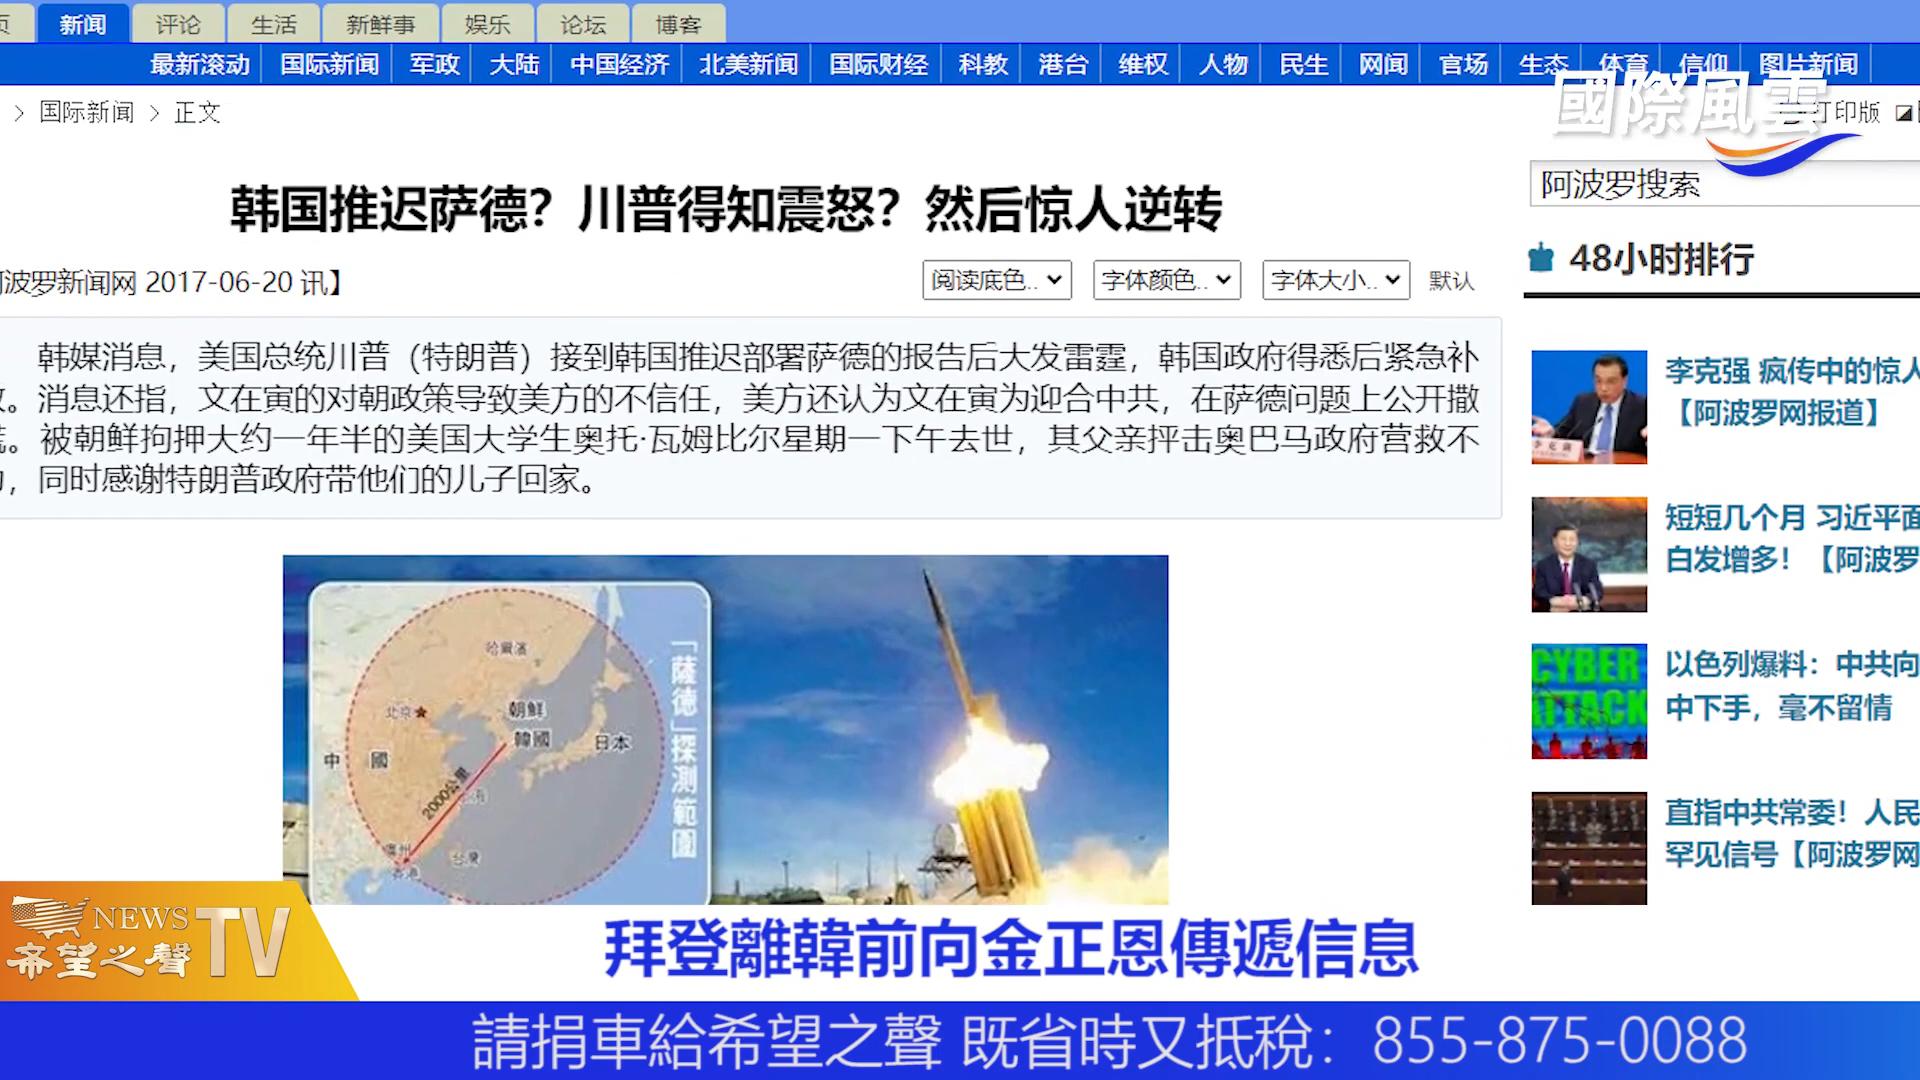 新闻 评论 生活 新鲜事 娱乐 论坛 博客
最新滚动 国际新闻 军政 大陆 中国经济 北美新闻 国际财经 科教 港台 维权 人物 民生 网闻 官场 生态 体育 信仰 图片新闻
> 国际新闻 > 正文
打印版
國際風雲
韩国推迟萨德？川普得知震怒？然后惊人逆转
阿波罗搜索
波罗新闻网 2017-06-20 讯】
阅读底色.. 字体颜色.. 字体大小.. 默认
48小时排行
韩媒消息，美国总统川普（特朗普）接到韩国推迟部署萨德的报告后大发雷霆，韩国政府得悉后紧急补
。消息还指，文在寅的对朝政策导致美方的不信任，美方还认为文在寅为迎合中共，在萨德问题上公开撒
。被朝鲜拘押大约一年半的美国大学生奥托·瓦姆比尔星期一下午去世，其父亲抨击奥巴马政府营救不
，同时感谢特朗普政府带他们的儿子回家。
李克强 疯传中的惊人
【阿波罗网报道】
短短几个月 习近平面
白发增多！【阿波罗
以色列爆料：中共向
中下手，毫不留情
直指中共常委！人民
罕见信号【阿波罗网
CYBER
ATTACK
哈爾濱
北京
朝鮮
韓國
日本
中國
2000公里
上海
廣州
香港
台灣
「薩德」探測範圍
NEWS
希望之聲
TV
拜登離韓前向金正恩傳遞信息
請捐車給希望之聲 既省時又抵稅：855-875-0088